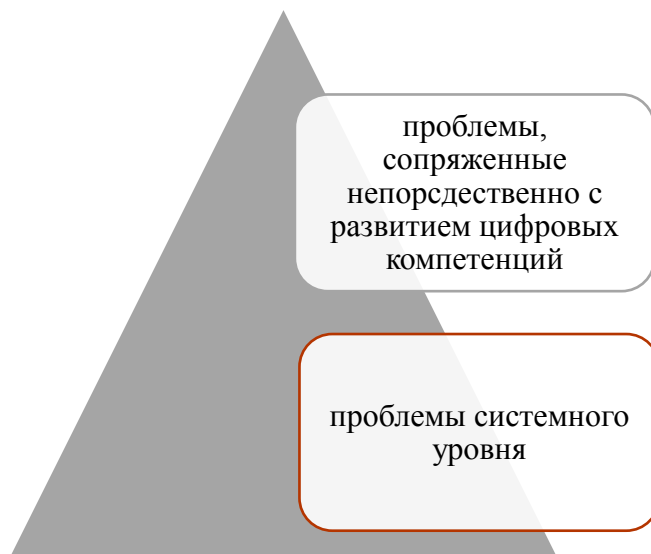 проблемы,
сопряженные
непорсдественно с
развитием цифровых
компетенций
проблемы системного
уровня